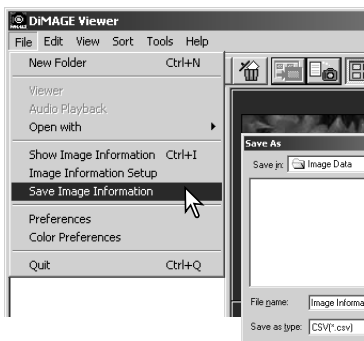 DiMAGE Viewer
File Edit View Sort Tools Help
New Folder Ctrl+N
Viewer
Audio Playback
Open with
Show Image Information Ctrl+I
Image Information Setup
Save Image Information
Preferences
Color Preferences
Quit Ctrl+Q
Save As
Save in: Image Data
File name: Image Informa
Save as type: CSV(*.csv)